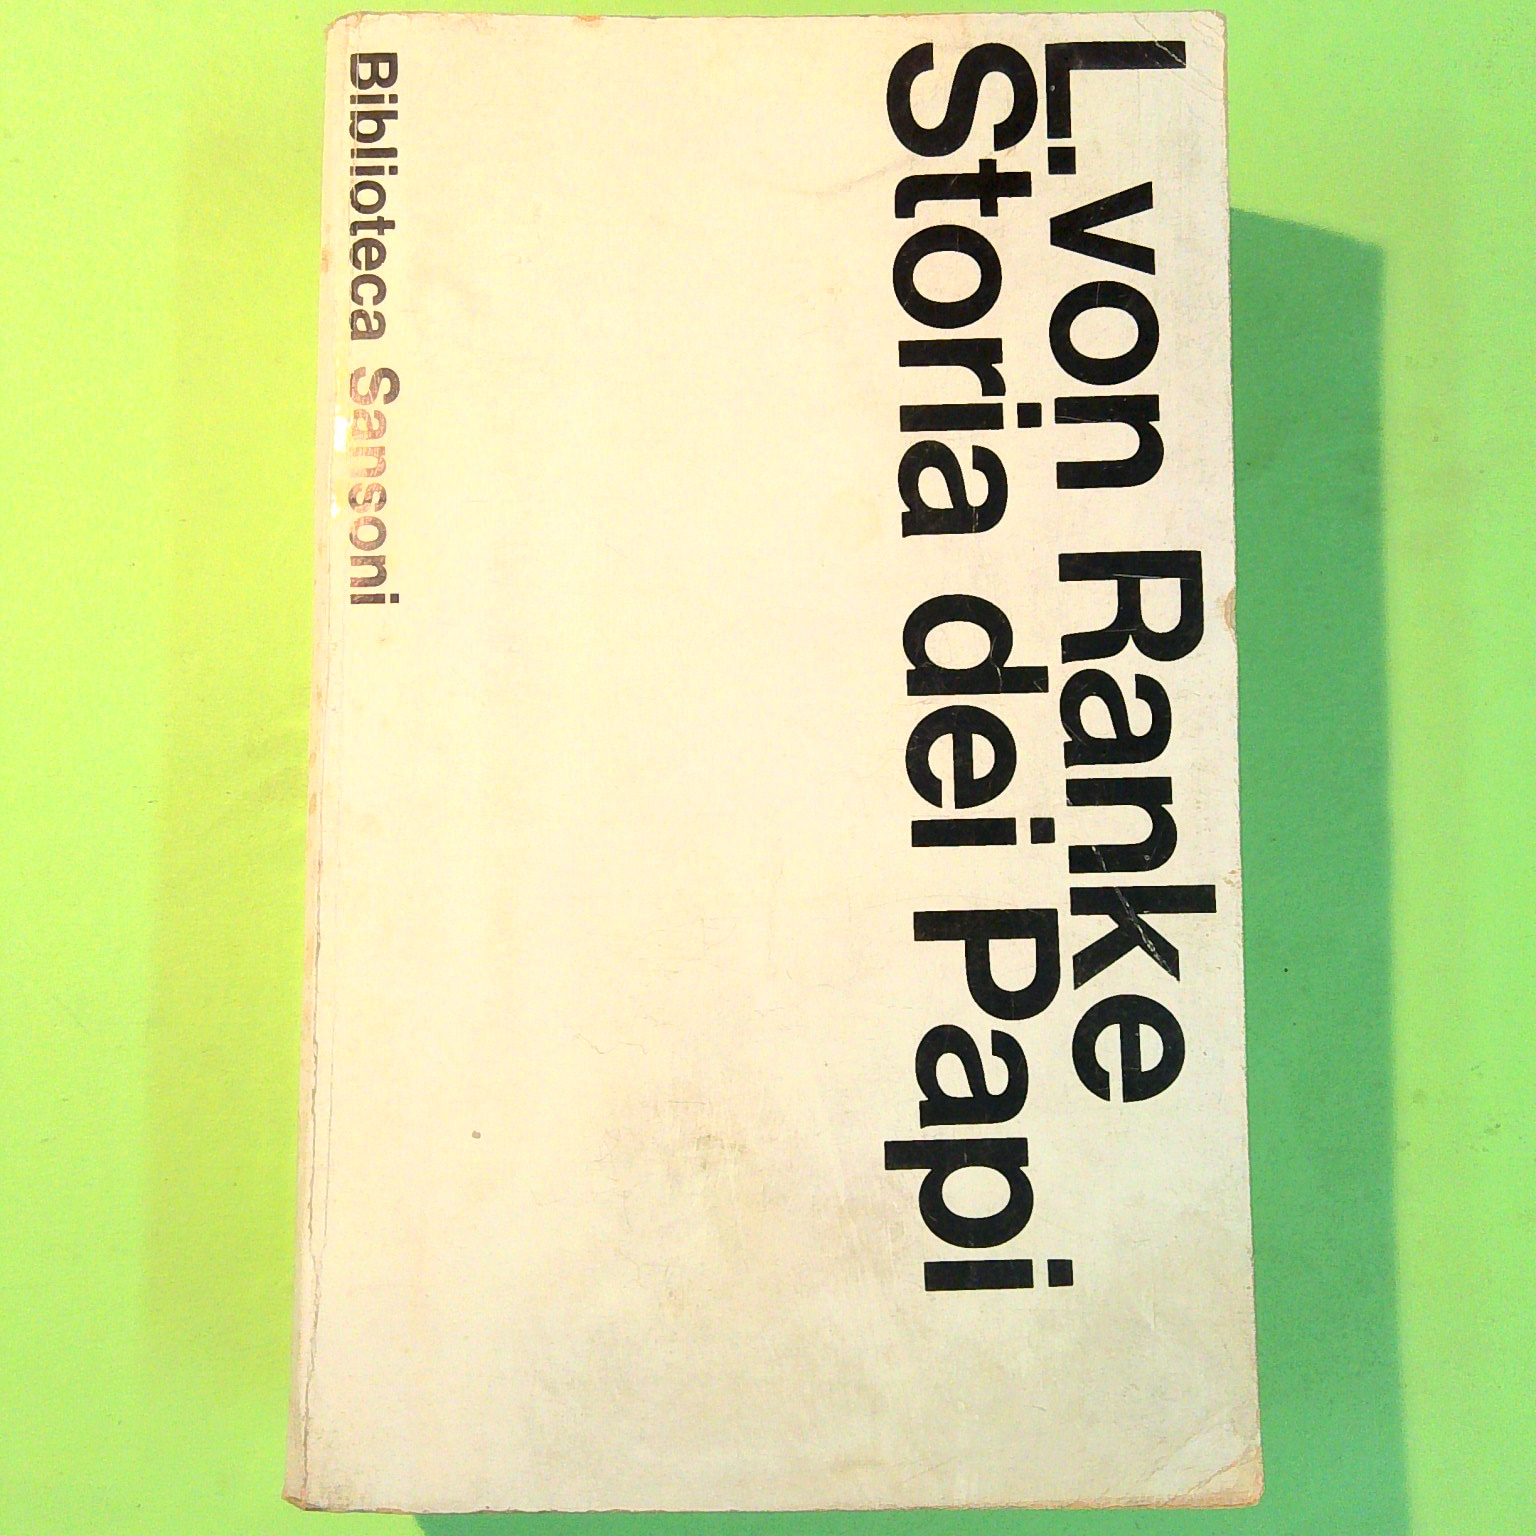 L. von Ranke
Storia dei Papi
Biblioteca Sansoni